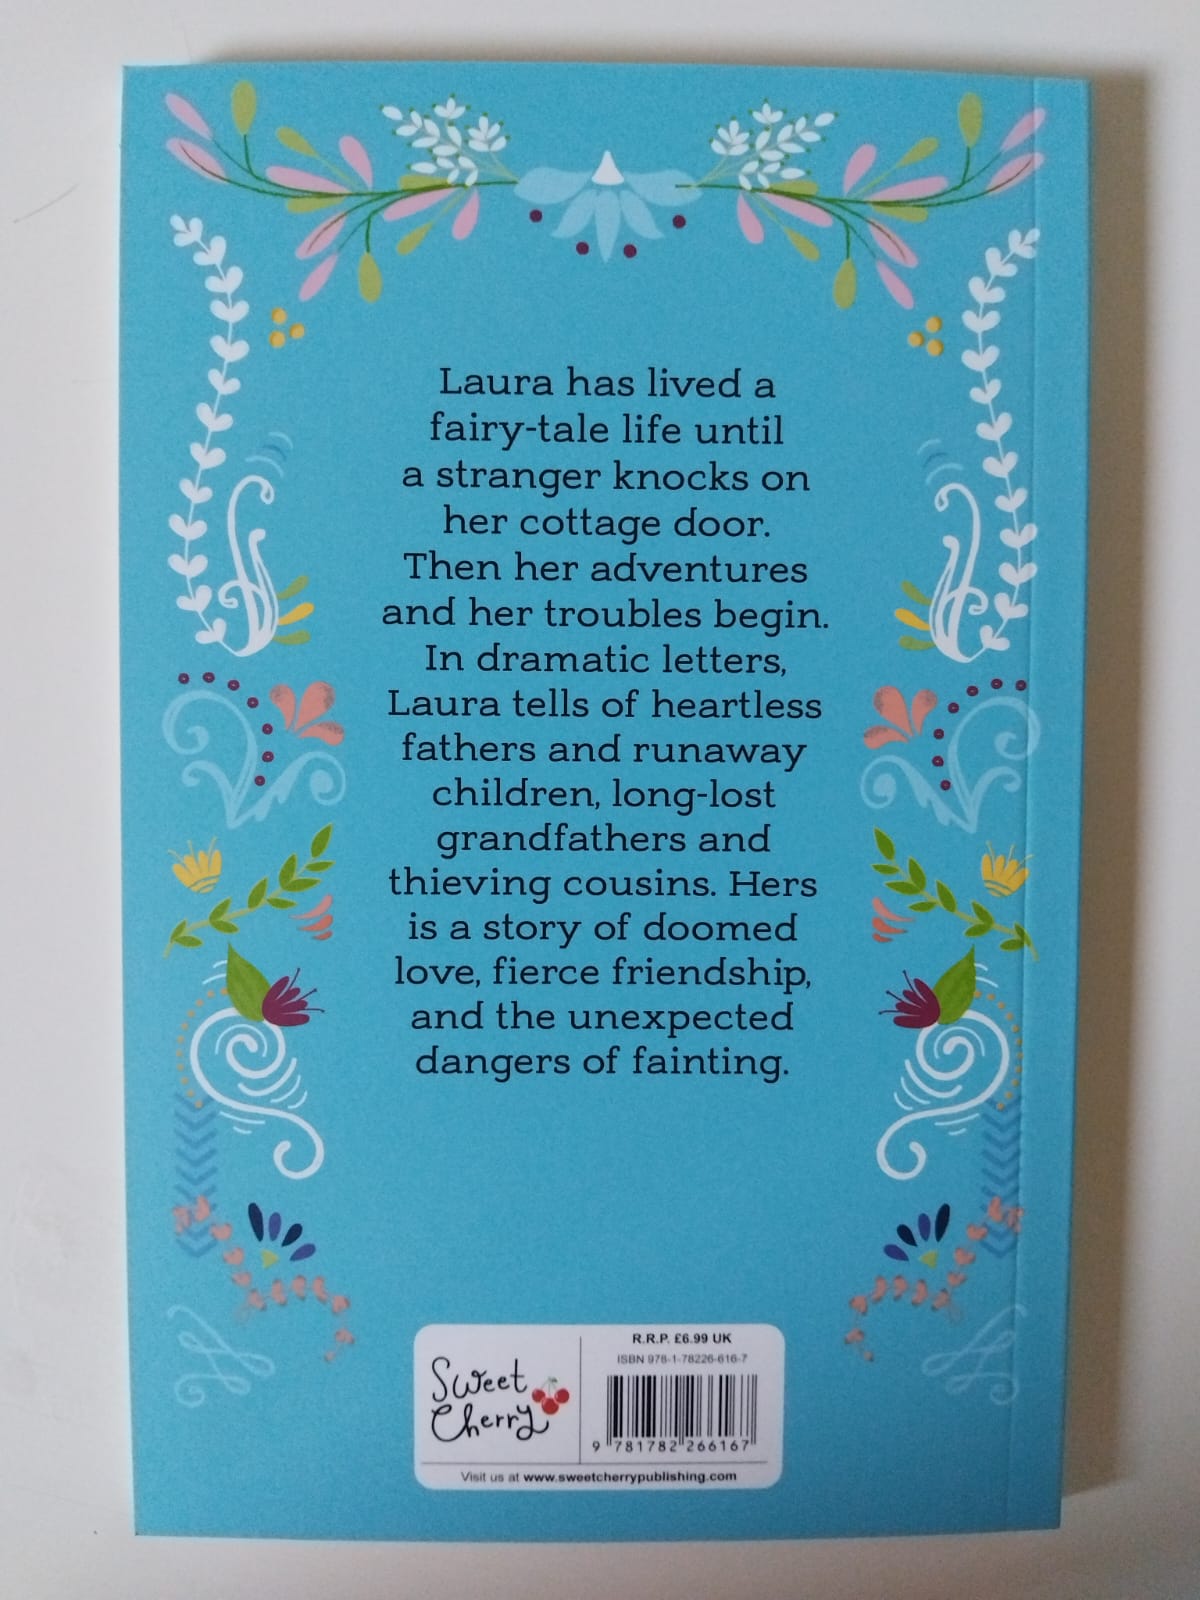 Laura has lived a
fairy-tale life until
a stranger knocks on
her cottage door.
Then her adventures
and her troubles begin.
In dramatic letters,
Laura tells of heartless
fathers and runaway
children, long-lost
grandfathers and
thieving cousins. Hers
is a story of doomed
love, fierce friendship,
and the unexpected
dangers of fainting.
Sweet
Cherry
R.R.P. £6.99 UK
ISBN 978-1-78226-616-7
9 781782 266167
Visit us at www.sweetcherrypublishing.com